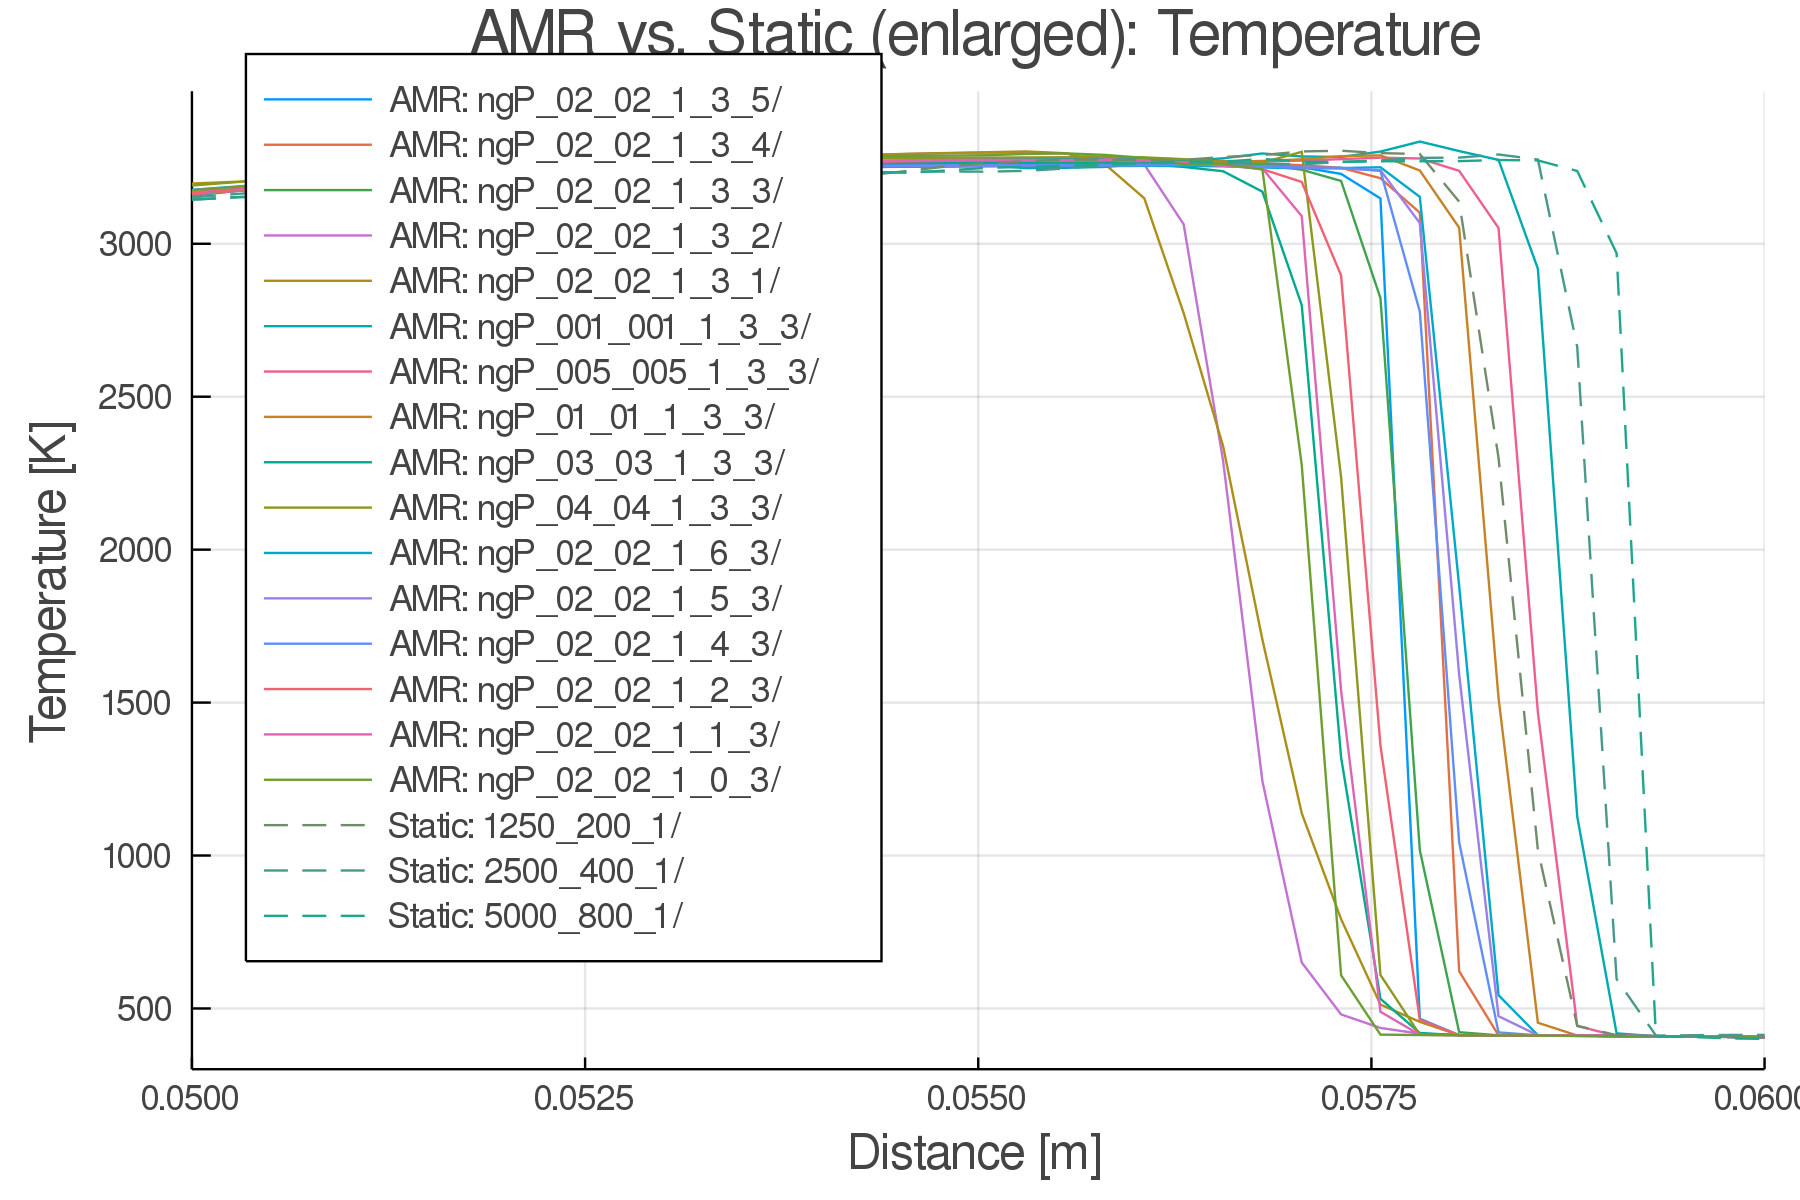 AMR vs. Static (enlarged): Temperature
AMR: ngP_02_02_1_3_5/
AMR: ngP_02_02_1_3_4/
AMR: ngP_02_02_1_3_3/
AMR: ngP_02_02_1_3_2/
AMR: ngP_02_02_1_3_1/
AMR: ngP_001_001_1_3_3/
AMR: ngP_005_005_1_3_3/
AMR: ngP_01_01_1_3_3/
AMR: ngP_03_03_1_3_3/
AMR: ngP_04_04_1_3_3/
AMR: ngP_02_02_1_6_3/
AMR: ngP_02_02_1_5_3/
AMR: ngP_02_02_1_4_3/
AMR: ngP_02_02_1_2_3/
AMR: ngP_02_02_1_1_3/
AMR: ngP_02_02_1_0_3/
Static: 1250_200_1/
Static: 2500_400_1/
Static: 5000_800_1/
Temperature [K]
3000
2500
2000
1500
1000
500
0.0500 0.0525 0.0550 0.0575 0.0600
Distance [m]